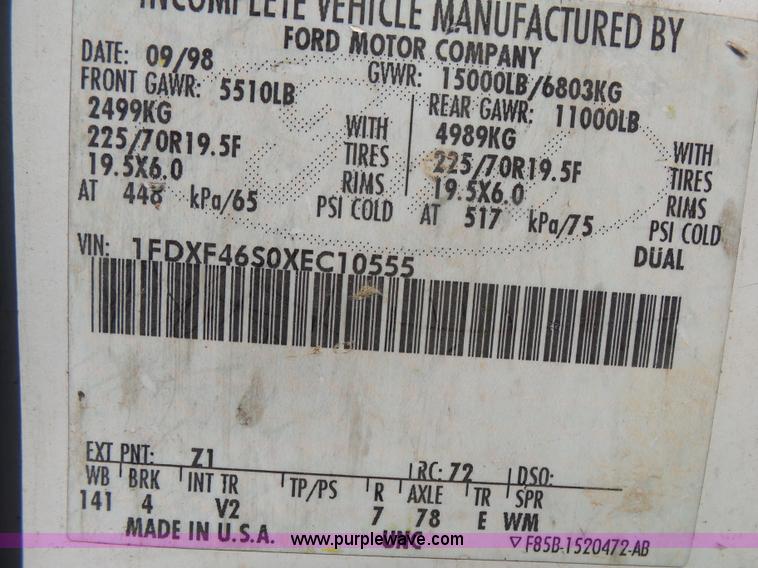 INCOMPLETE VEHICLE MANUFACTURED BY
FORD MOTOR COMPANY
DATE: 09/98
GVWR: 15000LB/6803KG
FRONT GAWR: 5510LB
2499KG
225/70R19.5F
19.5X6.0
WITH
TIRES
RIMS
AT 448 kPa/65 PSI COLD
REAR GAWR: 11000LB
4989KG
225/70R19.5F
19.5X6.0
WITH
TIRES
RIMS
AT 517 kPa/75 PSI COLD
DUAL
VIN: 1FDXF46S0XEC10555
EXT PNT: Z1 RC: 72 DSO:
WB BRK INT TR TP/PS R AXLE TR SPR
141 4 V2 7 78 E WM
MADE IN U.S.A. UNC F85B-1520472-AB
www.purplewave.com